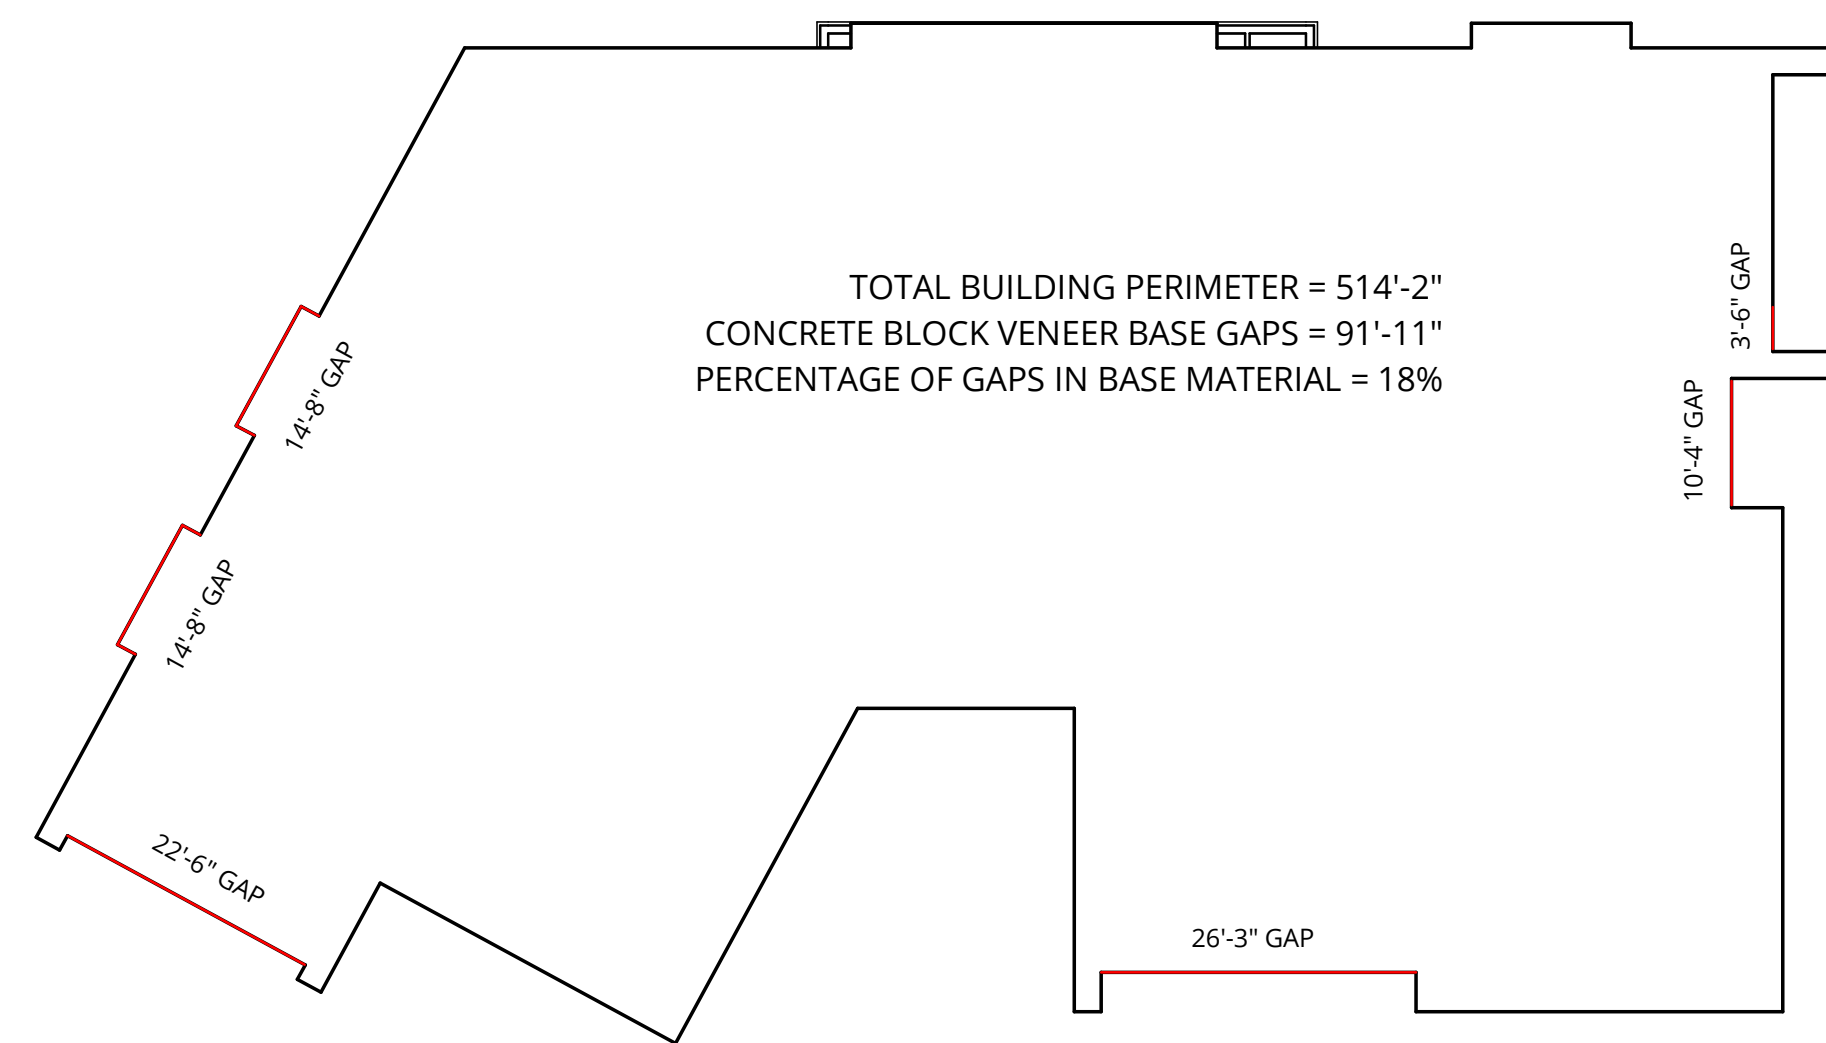 TOTAL BUILDING PERIMETER = 514'-2"
CONCRETE BLOCK VENEER BASE GAPS = 91'-11"
PERCENTAGE OF GAPS IN BASE MATERIAL = 18%
3'-6" GAP
14'-8" GAP
10'-4" GAP
14'-8" GAP
22'-6" GAP
26'-3" GAP